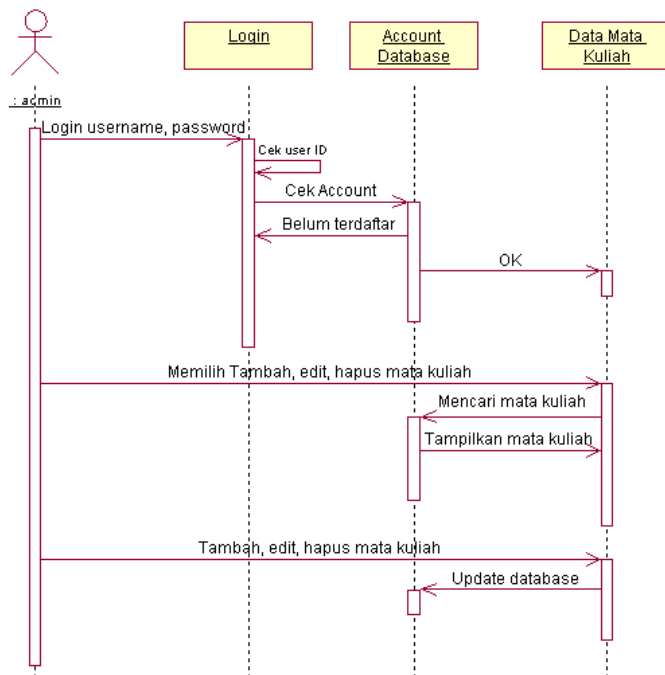 Login
Account
Database
Data Mata
Kuliah
: admin
Login username, password
Cek user ID
Cek Account
Belum terdaftar
OK
Memilih Tambah, edit, hapus mata kuliah
Mencari mata kuliah
Tampilkan mata kuliah
Tambah, edit, hapus mata kuliah
Update database